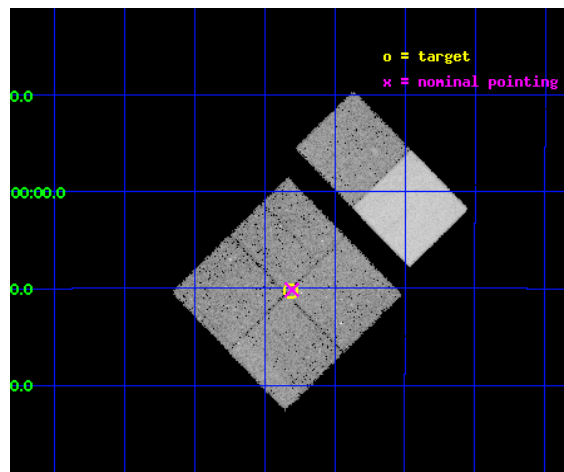 o = target
x = nominal pointing
0.0
00:00.0
0.0
0.0